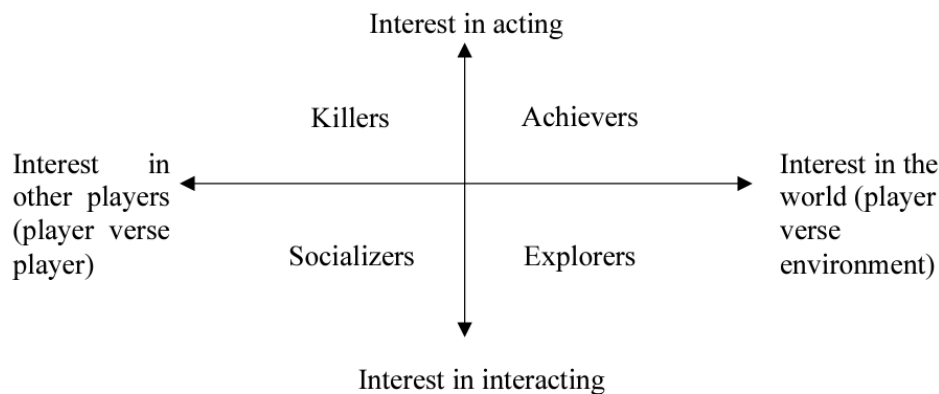 Interest in acting
Killers
Achievers
Interest in
other players
(player verse
player)
Interest in the
world (player
verse
environment)
Socializers
Explorers
Interest in interacting